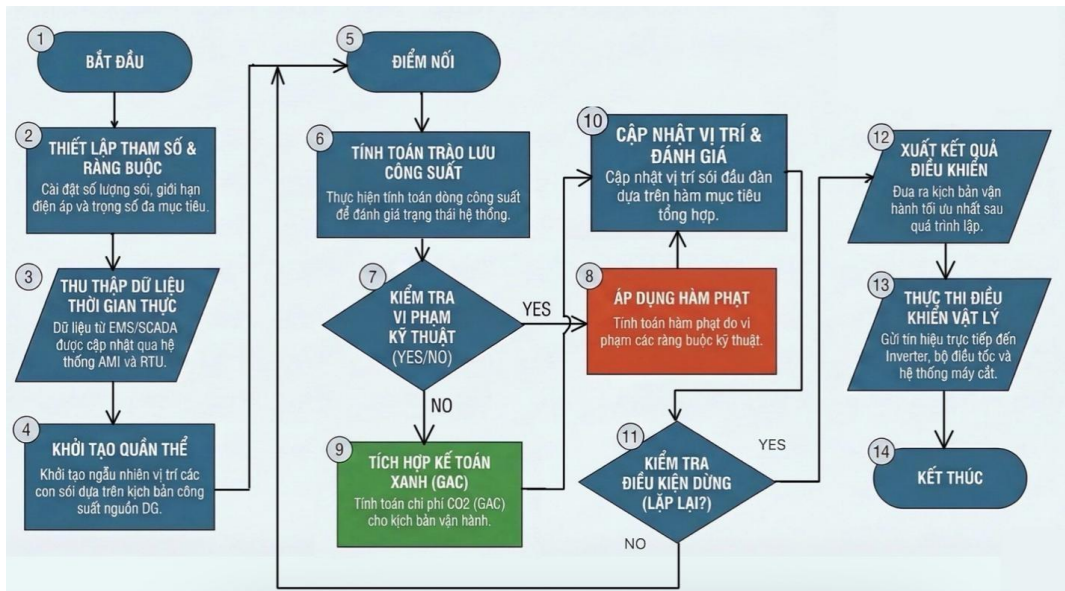 1
BẮT ĐẦU
2
THIẾT LẬP THAM SỐ &
RÀNG BUỘC
Cài đặt số lượng sói, giới hạn
điện áp và trọng số đa mục tiêu.
3
THU THẬP DỮ LIỆU
THỜI GIAN THỰC
Dữ liệu từ EMS/SCADA
được cập nhật qua hệ
thống AMI và RTU.
4
KHỞI TẠO QUẦN THỂ
Khởi tạo ngẫu nhiên vị trí các
con sói dựa trên kịch bản công
suất nguồn DG.
5
ĐIỂM NỐI
6
TÍNH TOÁN TRÀO LƯU
CÔNG SUẤT
Thực hiện tính toán dòng công suất
để đánh giá trạng thái hệ thống.
7
KIỂM TRA
VI PHẠM
KỸ THUẬT
(YES/NO)
YES
NO
8
ÁP DỤNG HÀM PHẠT
Tính toán hàm phạt do vi
phạm các ràng buộc kỹ thuật.
9
TÍCH HỢP KẾ TOÁN
XANH (GAC)
Tính toán chi phí CO2 (GAC)
cho kịch bản vận hành.
10
CẬP NHẬT VỊ TRÍ &
ĐÁNH GIÁ
Cập nhật vị trí sói đầu đàn
dựa trên hàm mục tiêu
tổng hợp.
11
KIỂM TRA
ĐIỀU KIỆN DỪNG
(LẶP LẠI?)
YES
NO
12
XUẤT KẾT QUẢ
ĐIỀU KHIỂN
Đưa ra kịch bản vận
hành tối ưu nhất sau
quá trình lập.
13
THỰC THI ĐIỀU
KHIỂN VẬT LÝ
Gửi tín hiệu trực tiếp đến
Inverter, bộ điều tốc và
hệ thống máy cắt.
14
KẾT THÚC